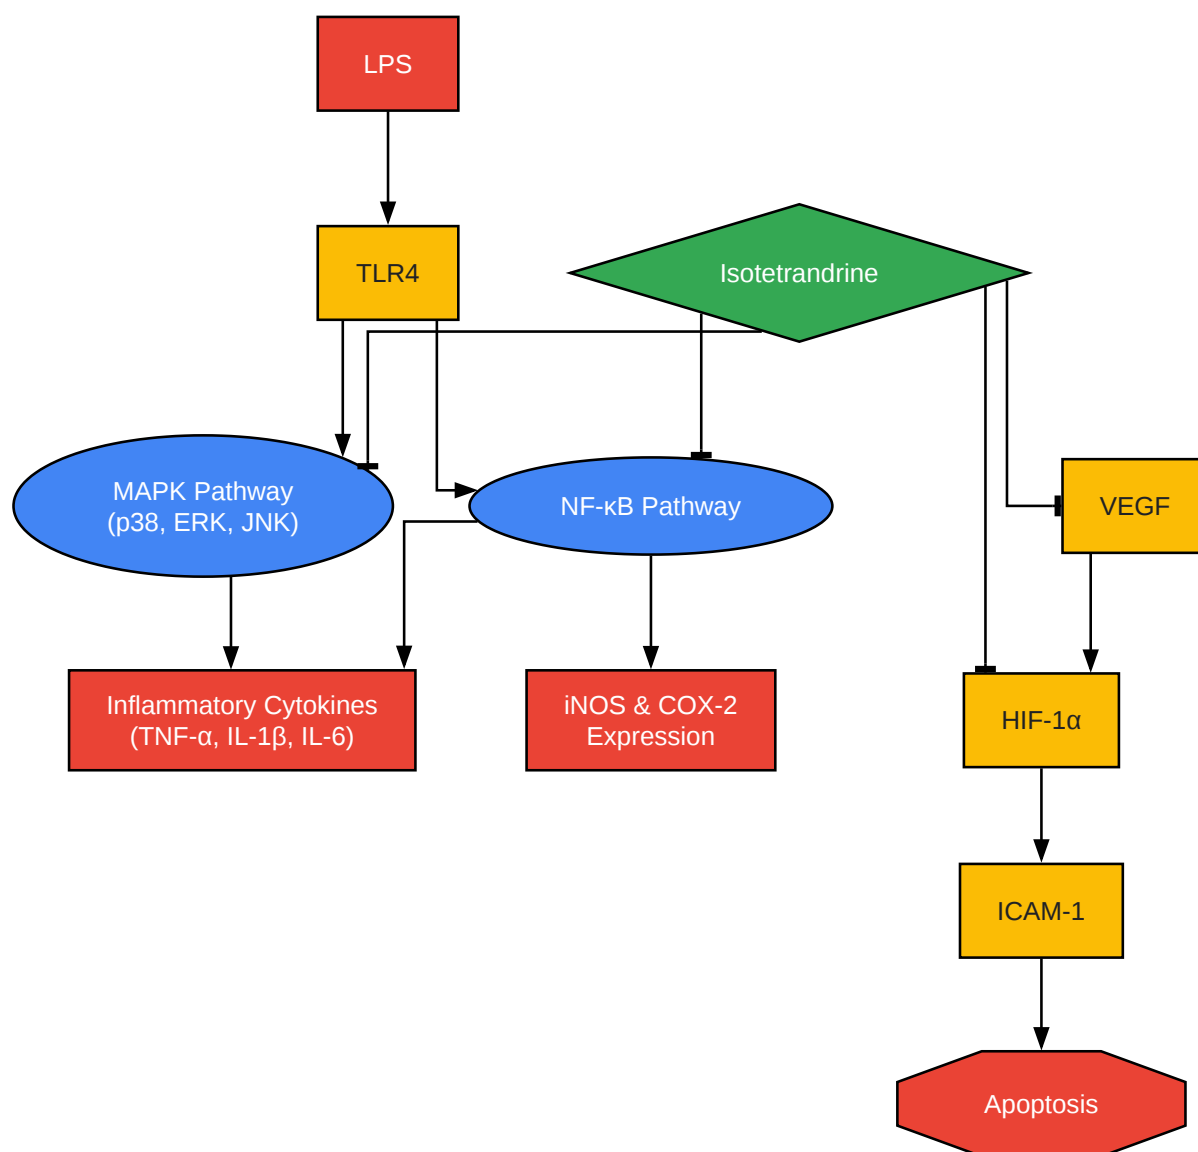 LPS
TLR4
Isotetrandrine
MAPK Pathway
(p38, ERK, JNK)
NF-κB Pathway
VEGF
Inflammatory Cytokines
(TNF-α, IL-1β, IL-6)
iNOS & COX-2
Expression
HIF-1α
ICAM-1
Apoptosis